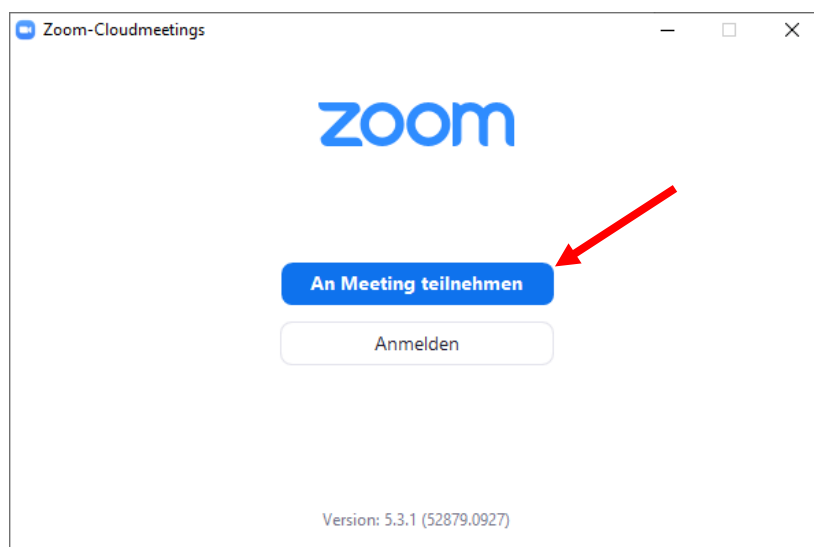 Zoom-Cloudmeetings
zoom
An Meeting teilnehmen
Anmelden
Version: 5.3.1 (52879.0927)